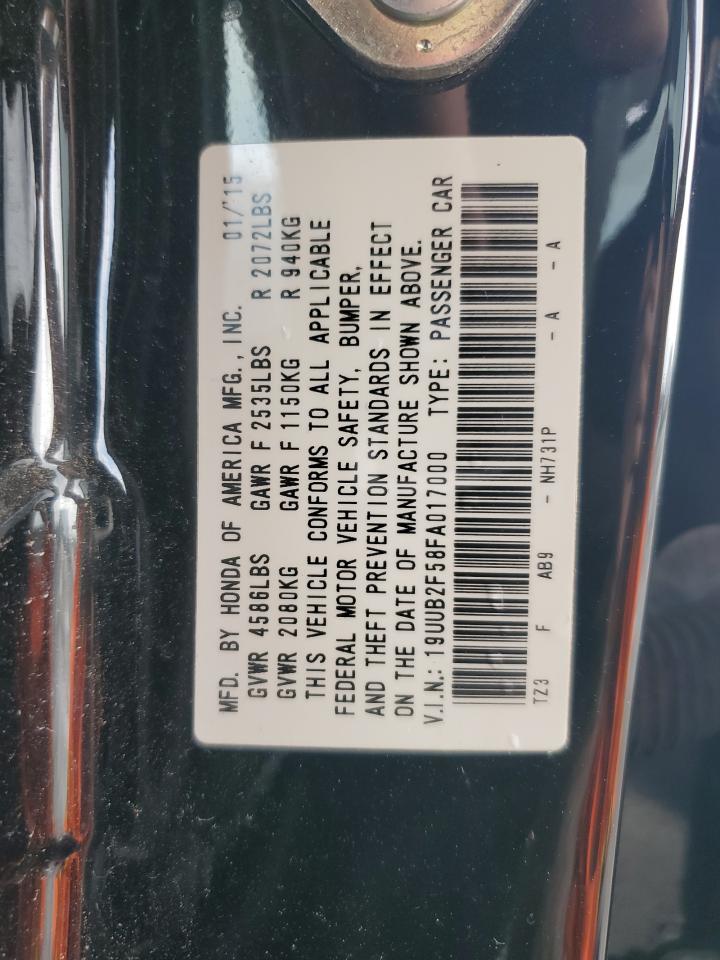 MFD. BY HONDA OF AMERICA MFG., INC. 01/'15
GVWR 4586LBS GAWR F 2535LBS R 2072LBS
GVWR 2080KG GAWR F 1150KG R 940KG
THIS VEHICLE CONFORMS TO ALL APPLICABLE
FEDERAL MOTOR VEHICLE SAFETY, BUMPER,
AND THEFT PREVENTION STANDARDS IN EFFECT
ON THE DATE OF MANUFACTURE SHOWN ABOVE.
V.I.N.: 19UUB2F58FA017000 TYPE: PASSENGER CAR
TZ3 F AB9 - NH731P - A - A